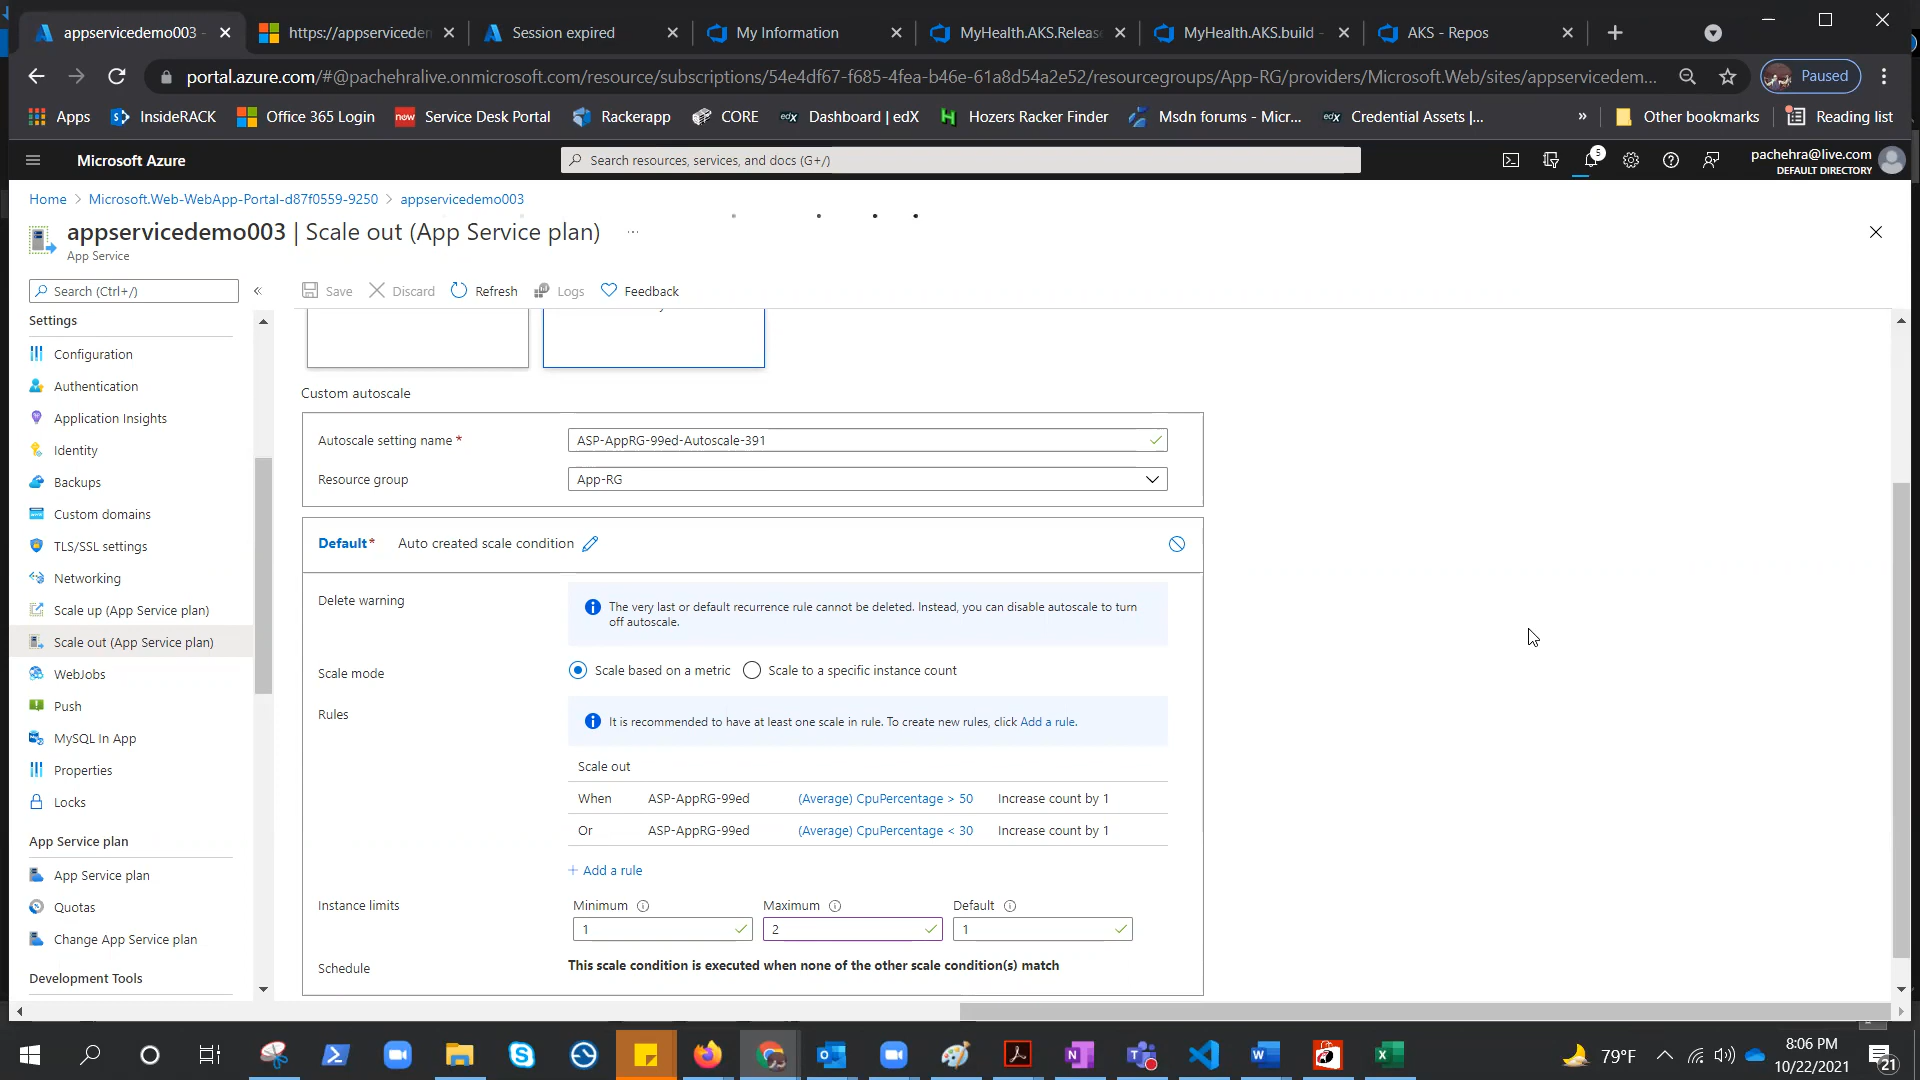 appservicedemo003 -
https://appservicedem
Session expired
My Information
MyHealth.AKS.Release
MyHealth.AKS.build -
AKS - Repos
portal.azure.com/#@pachehralive.onmicrosoft.com/resource/subscriptions/54e4df67-f685-4fea-b46e-61a8d54a2e52/resourcegroups/App-RG/providers/Microsoft.Web/sites/appservicedem...
Paused
Apps
InsideRACK
Office 365 Login
now
Service Desk Portal
Rackerapp
CORE
edx
Dashboard | edX
Hozers Racker Finder
Msdn forums - Micr...
edx
Credential Assets |...
»
Other bookmarks
Reading list
Microsoft Azure
Search resources, services, and docs (G+/)
5
pachehra@live.com
DEFAULT DIRECTORY
Home > Microsoft.Web-WebApp-Portal-d87f0559-9250 > appservicedemo003
appservicedemo003 | Scale out (App Service plan) ...
App Service
Search (Ctrl+/)
«
Save
Discard
Refresh
Logs
Feedback
Settings
Configuration
Authentication
Application Insights
Identity
Backups
Custom domains
TLS/SSL settings
Networking
Scale up (App Service plan)
Scale out (App Service plan)
WebJobs
Push
MySQL In App
Properties
Locks
App Service plan
App Service plan
Quotas
Change App Service plan
Development Tools
Custom autoscale
Autoscale setting name *
ASP-AppRG-99ed-Autoscale-391
Resource group
App-RG
Default* Auto created scale condition
Delete warning
The very last or default recurrence rule cannot be deleted. Instead, you can disable autoscale to turn
off autoscale.
Scale mode
Scale based on a metric
Scale to a specific instance count
Rules
It is recommended to have at least one scale in rule. To create new rules, click Add a rule.
Scale out
When ASP-AppRG-99ed (Average) CpuPercentage > 50 Increase count by 1
Or ASP-AppRG-99ed (Average) CpuPercentage < 30 Increase count by 1
+ Add a rule
Instance limits
Minimum
Maximum
Default
1
2
1
Schedule
This scale condition is executed when none of the other scale condition(s) match
79°F
8:06 PM
10/22/2021
21